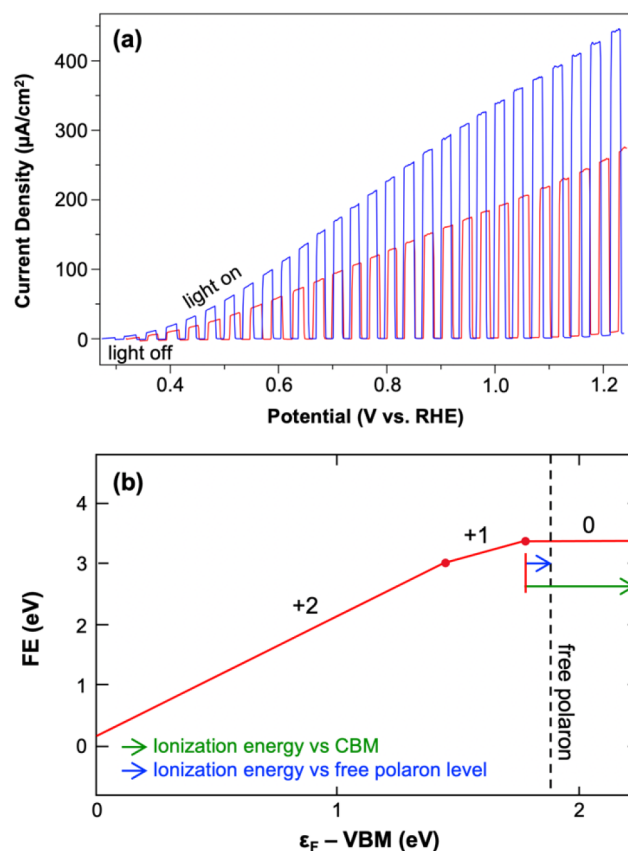 (a)
400
300
200
100
0
Current Density (µA/cm²)
light on
light off
0.4 0.6 0.8 1.0 1.2
Potential (V vs. RHE)
(b)
4
3
2
1
0
FE (eV)
+2
+1
0
free polaron
Ionization energy vs CBM
Ionization energy vs free polaron level
0 1 2
ε_F – VBM (eV)